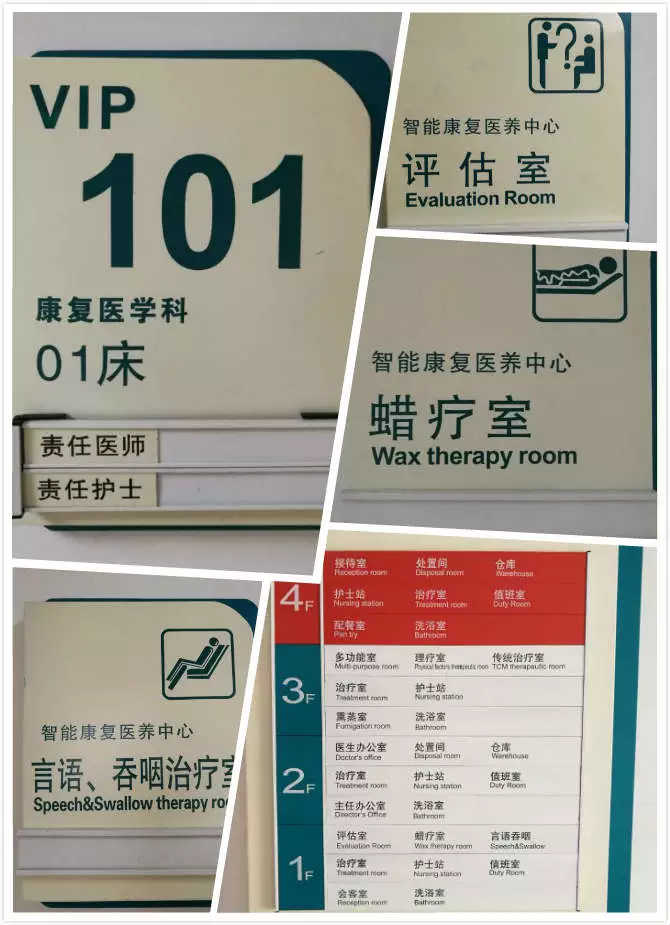 VIP
101
康复医学科
01床
责任医师
责任护士
智能康复医养中心
评估室
Evaluation Room
智能康复医养中心
蜡疗室
Wax therapy room
智能康复医养中心
言语、吞咽治疗室
Speech&Swallow therapy
4F
接待室 处置间 仓库
Reception room Disposal room Warehouse
护士站 治疗室 值班室
Nursing station Treatment room Duty Room
配餐室 洗浴室
Pan try Bathroom
3F
多功能室 理疗室 传统治疗室
Multi-purpose room Physical factors therapeutic room TCM therapeutic room
治疗室 护士站
Treatment room Nursing station
熏蒸室 洗浴室
Fumigation room Bathroom
2F
医生办公室 处置间 仓库
Doctor's office Disposal room Warehouse
治疗室 护士站 值班室
Treatment room Nursing station Duty Room
主任办公室 洗浴室
Director's Office Bathroom
1F
评估室 蜡疗室 言语吞咽
Evaluation Room Wax therapy room Speech&Swallow
治疗室 护士站 值班室
Treatment room Nursing station Duty Room
会客室 洗浴室
Reception room Bathroom